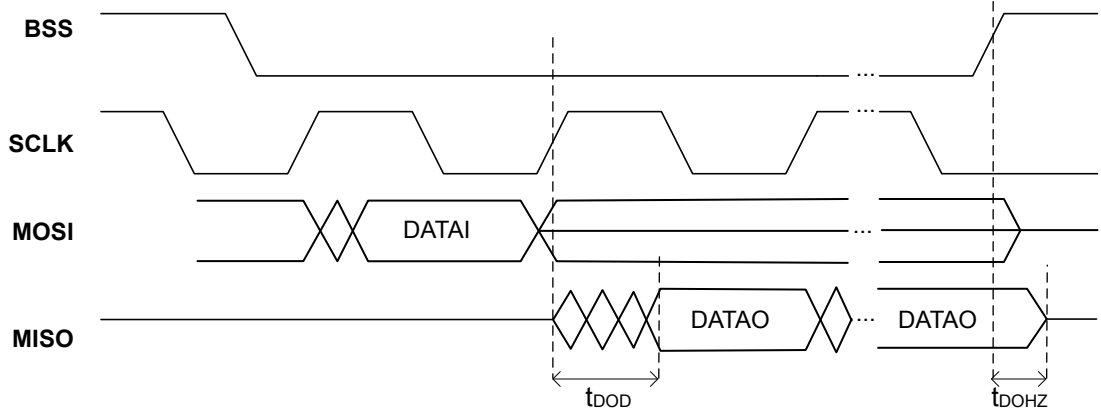 BSS
...
SCLK
...
MOSI
DATAI
...
MISO
DATAO
...
DATAO
tDOD
tDOHZ